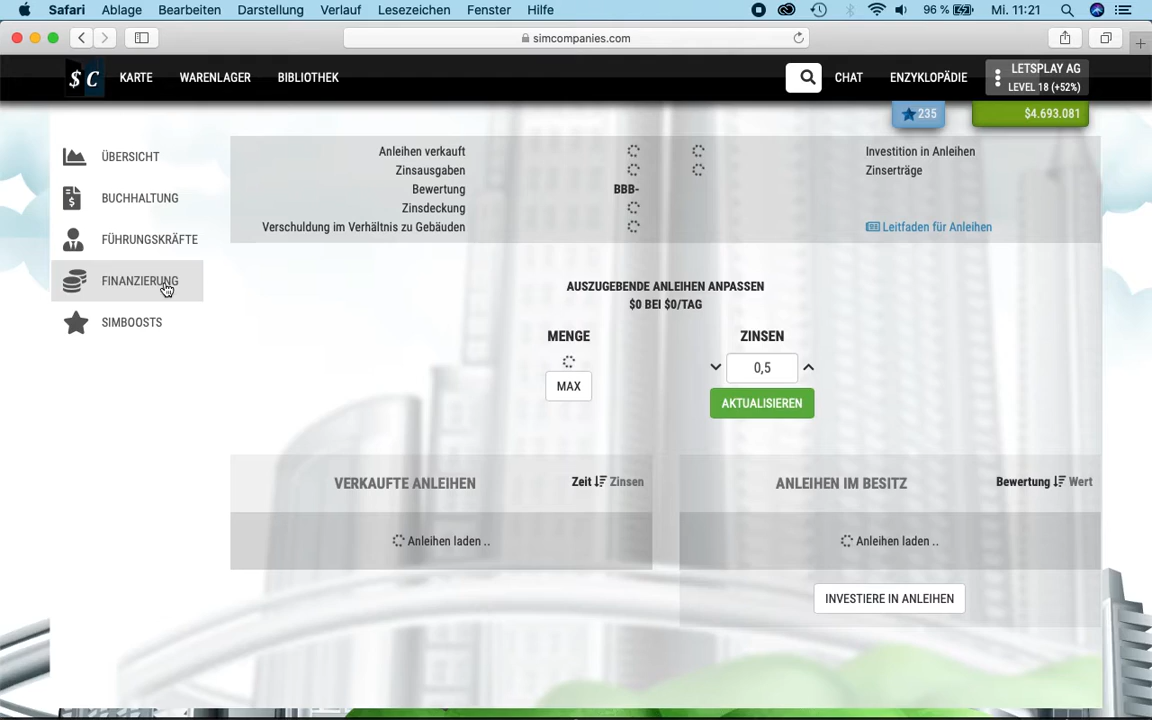 Safari Ablage Bearbeiten Darstellung Verlauf Lesezeichen Fenster Hilfe 96 % Mi. 11:21
simcompanies.com
$ C KARTE WARENLAGER BIBLIOTHEK CHAT ENZYKLOPÄDIE LETSPLAY AG
LEVEL 18 (+52%)
235 $4.693.081
ÜBERSICHT
BUCHHALTUNG
FÜHRUNGSKRÄFTE
FINANZIERUNG
SIMBOOSTS
Anleihen verkauft Investition in Anleihen
Zinsausgaben Zinserträge
Bewertung BBB-
Zinsdeckung
Verschuldung im Verhältnis zu Gebäuden Leitfaden für Anleihen
AUSZUGEBENDE ANLEIHEN ANPASSEN
$0 BEI $0/TAG
MENGE ZINSEN
0,5
MAX
AKTUALISIEREN
VERKAUFTE ANLEIHEN Zeit Zinsen
Anleihen laden ..
ANLEIHEN IM BESITZ Bewertung Wert
Anleihen laden ..
INVESTIERE IN ANLEIHEN